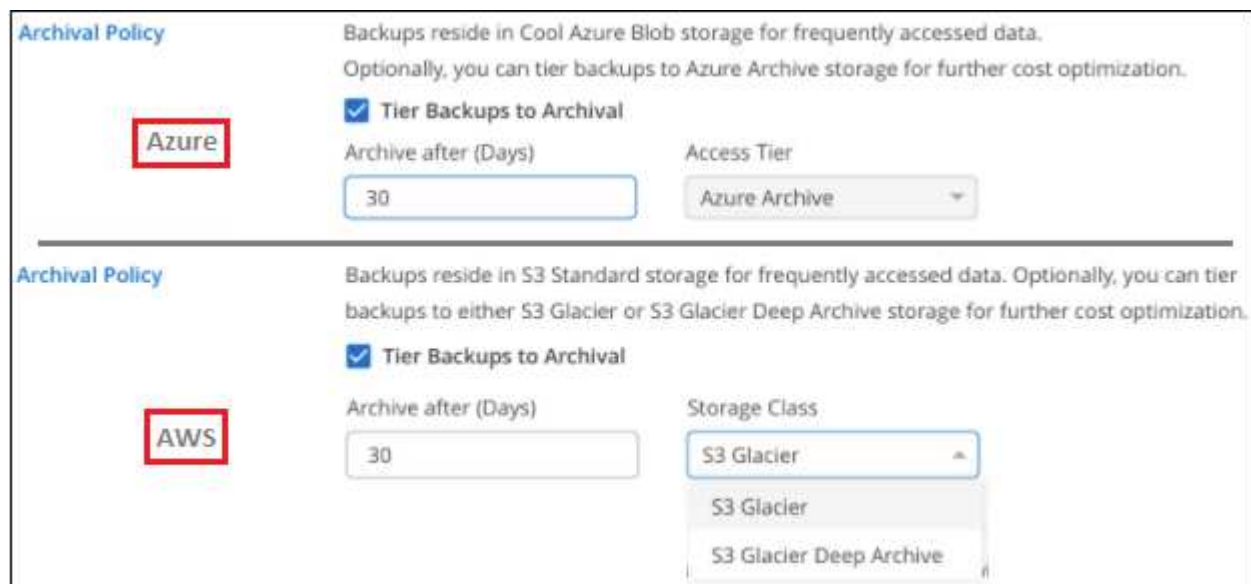 Archival Policy
Backups reside in Cool Azure Blob storage for frequently accessed data.
Optionally, you can tier backups to Azure Archive storage for further cost optimization.
Tier Backups to Archival
Azure
Archive after (Days)
Access Tier
30
Azure Archive
Archival Policy
Backups reside in S3 Standard storage for frequently accessed data. Optionally, you can tier
backups to either S3 Glacier or S3 Glacier Deep Archive storage for further cost optimization.
Tier Backups to Archival
AWS
Archive after (Days)
Storage Class
30
S3 Glacier
S3 Glacier
S3 Glacier Deep Archive